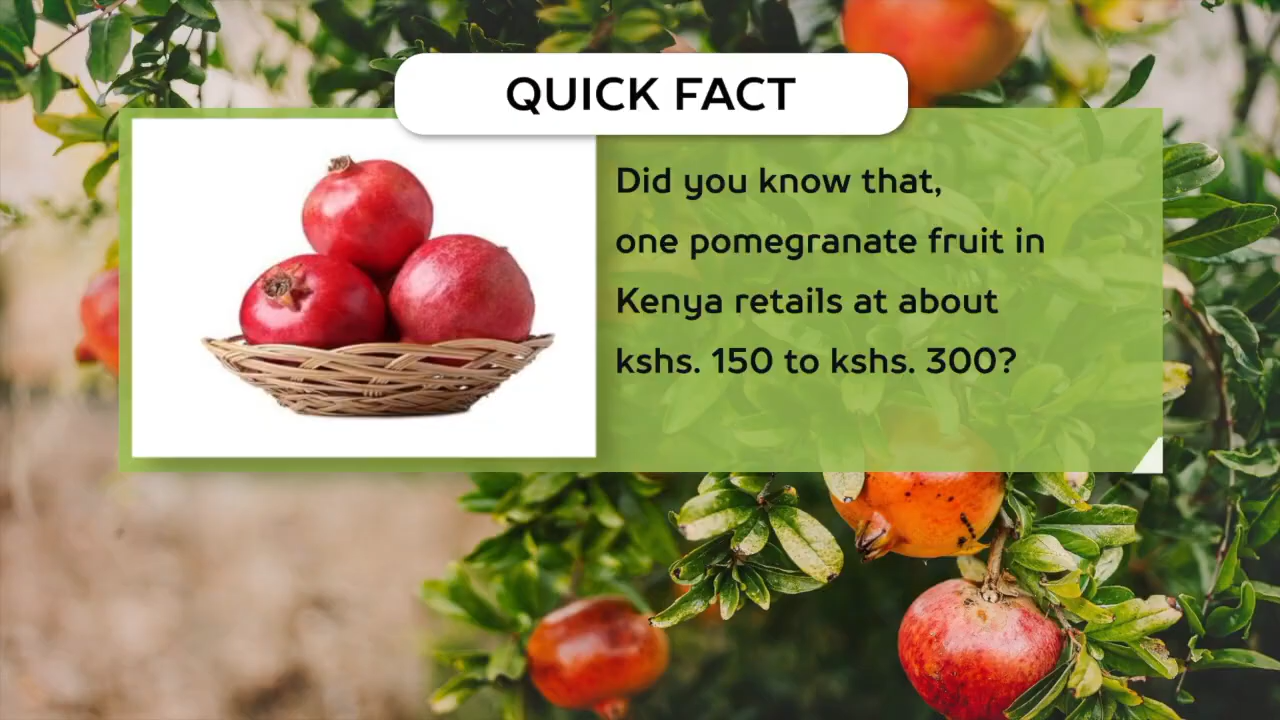 QUICK FACT
Did you know that,
one pomegranate fruit in
Kenya retails at about
kshs. 150 to kshs. 300?